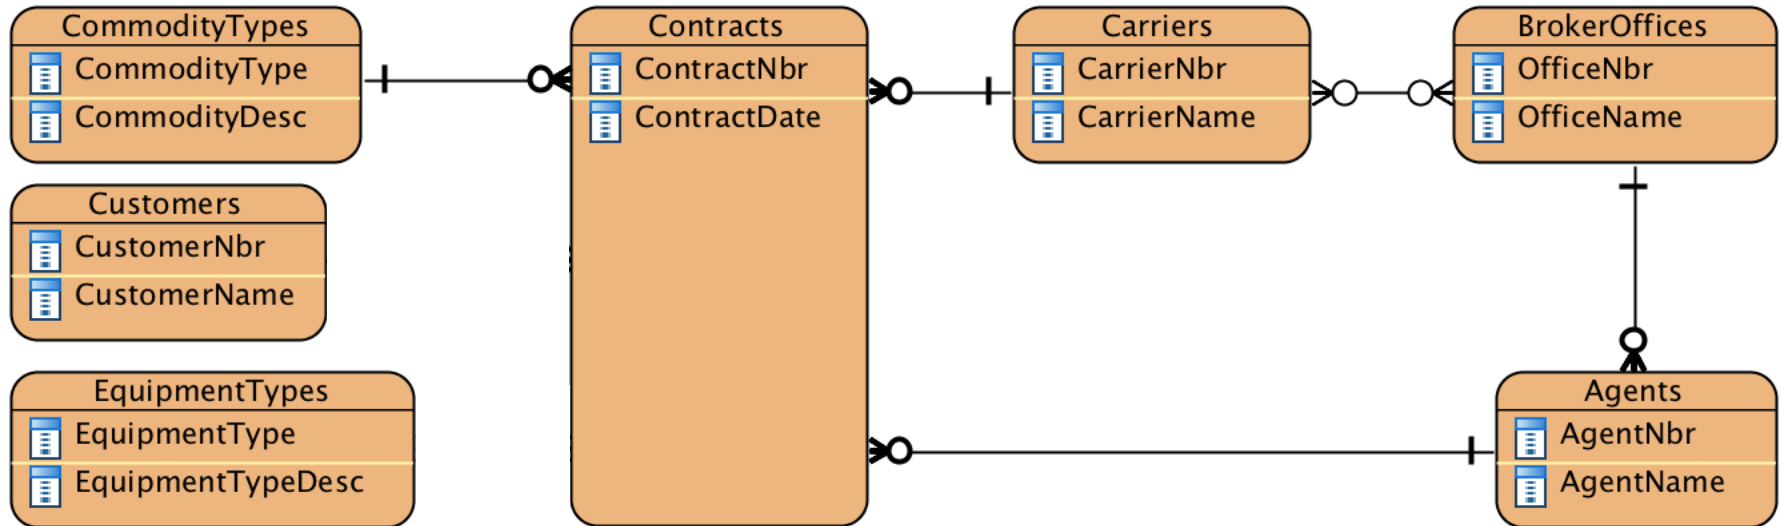 CommodityTypes
CommodityType
CommodityDesc
Customers
CustomerNbr
CustomerName
EquipmentTypes
EquipmentType
EquipmentTypeDesc
Contracts
ContractNbr
ContractDate
Carriers
CarrierNbr
CarrierName
BrokerOffices
OfficeNbr
OfficeName
Agents
AgentNbr
AgentName